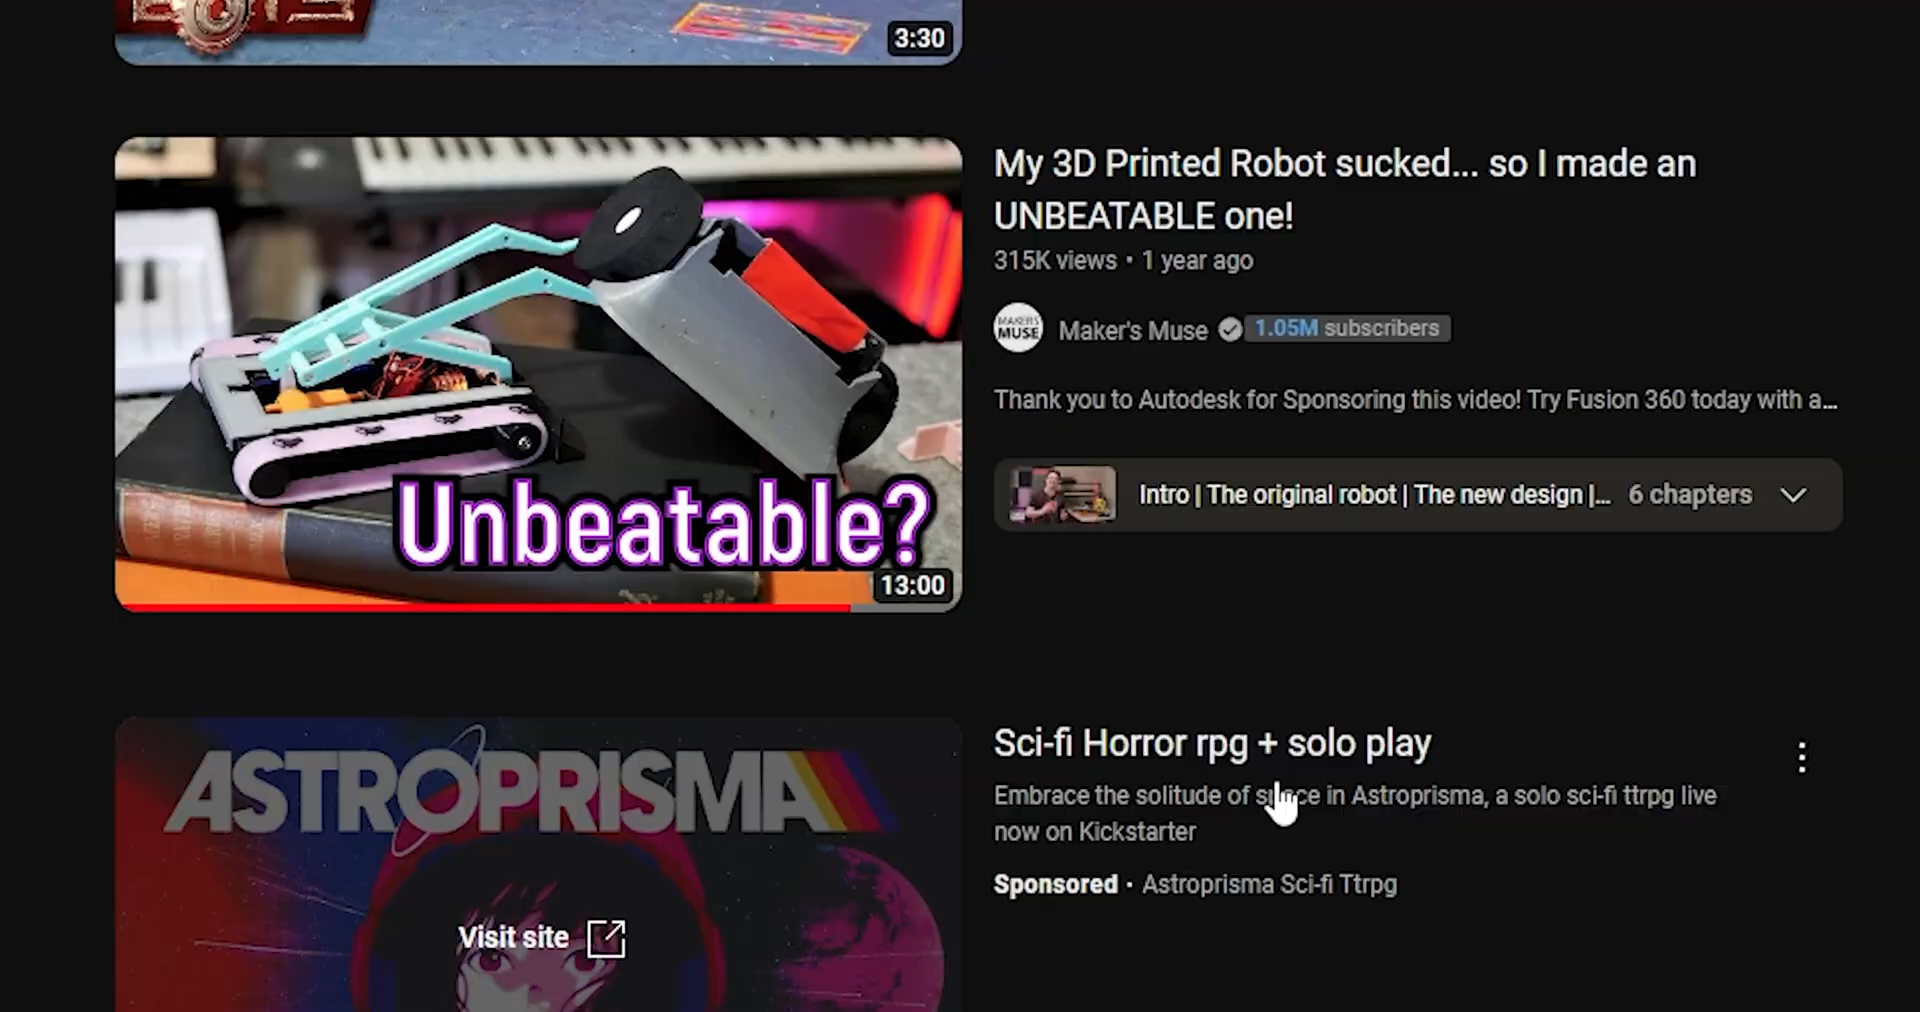 3:30
My 3D Printed Robot sucked... so I made an
UNBEATABLE one!
315K views • 1 year ago
MAKER'S
MUSE
Maker's Muse
1.05M subscribers
Thank you to Autodesk for Sponsoring this video! Try Fusion 360 today with a...
Intro | The original robot | The new design |...
6 chapters
Unbeatable?
13:00
ASTROPRISMA
Visit site
Sci-fi Horror rpg + solo play
Embrace the solitude of space in Astroprisma, a solo sci-fi ttrpg live
now on Kickstarter
Sponsored • Astroprisma Sci-fi Ttrpg